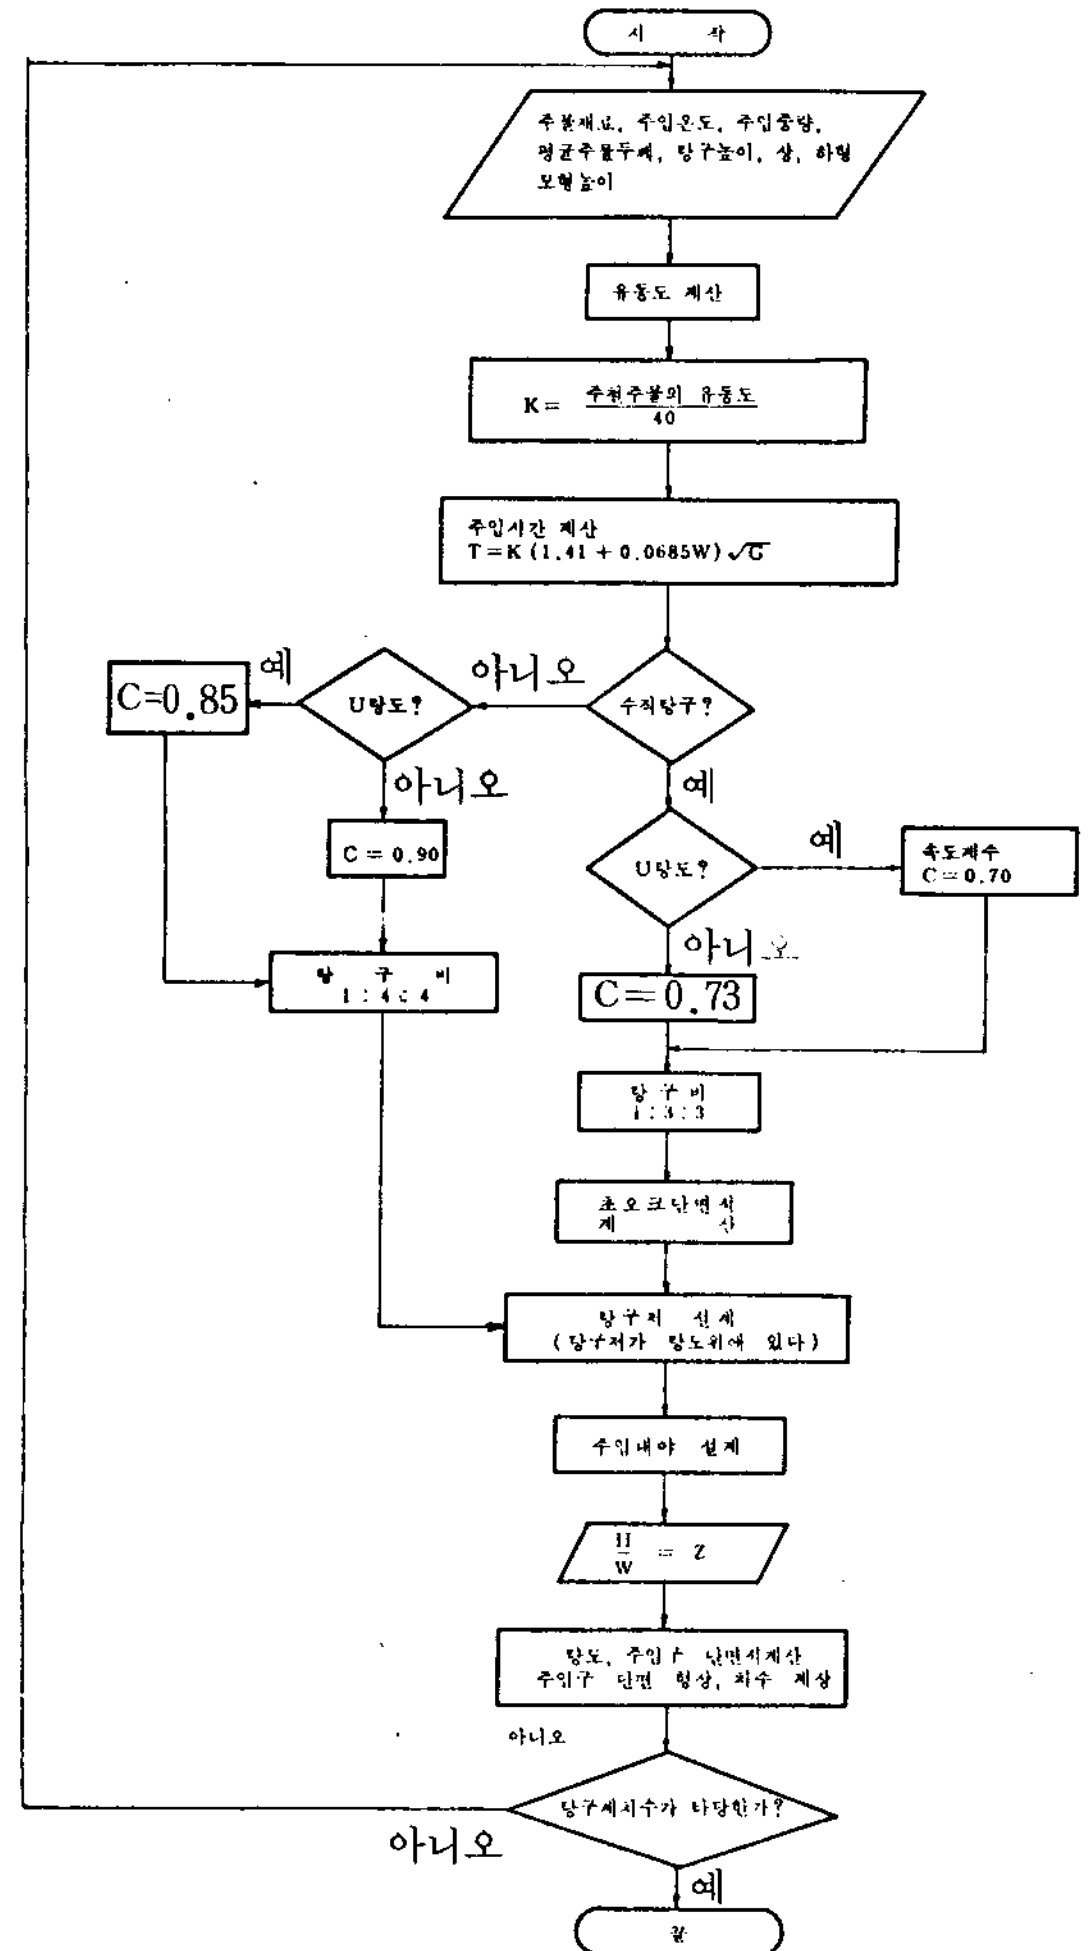 시 작
주물재료, 주입온도, 주입중량,
평균주물두께, 탕구높이, 상, 하형
모형높이
유동도 계산
K = 주철주물의 유동도
40
주입시간 계산
T = K (1.41 + 0.0685W) √G
수직탕구?
아니오
U탕도?
예
C=0.85
아니오
C = 0.90
탕 구 비
1 : 4 : 4
예
U탕도?
예
속도계수
C = 0.70
아니오
C=0.73
탕 구 비
1 : 3 : 3
쵸오크단면적
계 산
탕구저 설계
(탕구저가 탕도위에 있다)
주입대야 설계
H
W = 2
탕도, 주입구 단면적계산
주입구 단면 형상, 치수 계상
아니오
탕구계치수가 타당한가?
아니오
예
끝